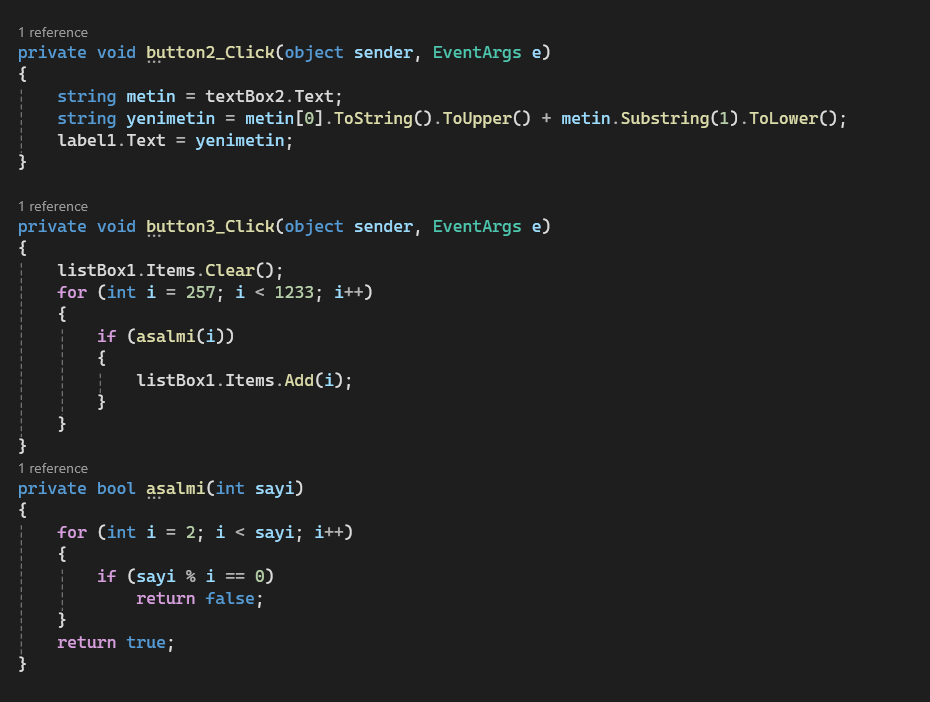 1 reference
private void button2_Click(object sender, EventArgs e)
{
    string metin = textBox2.Text;
    string yenimetin = metin[0].ToString().ToUpper() + metin.Substring(1).ToLower();
    label1.Text = yenimetin;
}
1 reference
private void button3_Click(object sender, EventArgs e)
{
    listBox1.Items.Clear();
    for (int i = 257; i < 1233; i++)
    {
        if (asalmi(i))
        {
            listBox1.Items.Add(i);
        }
    }
}
1 reference
private bool asalmi(int sayi)
{
    for (int i = 2; i < sayi; i++)
    {
        if (sayi % i == 0)
            return false;
    }
    return true;
}